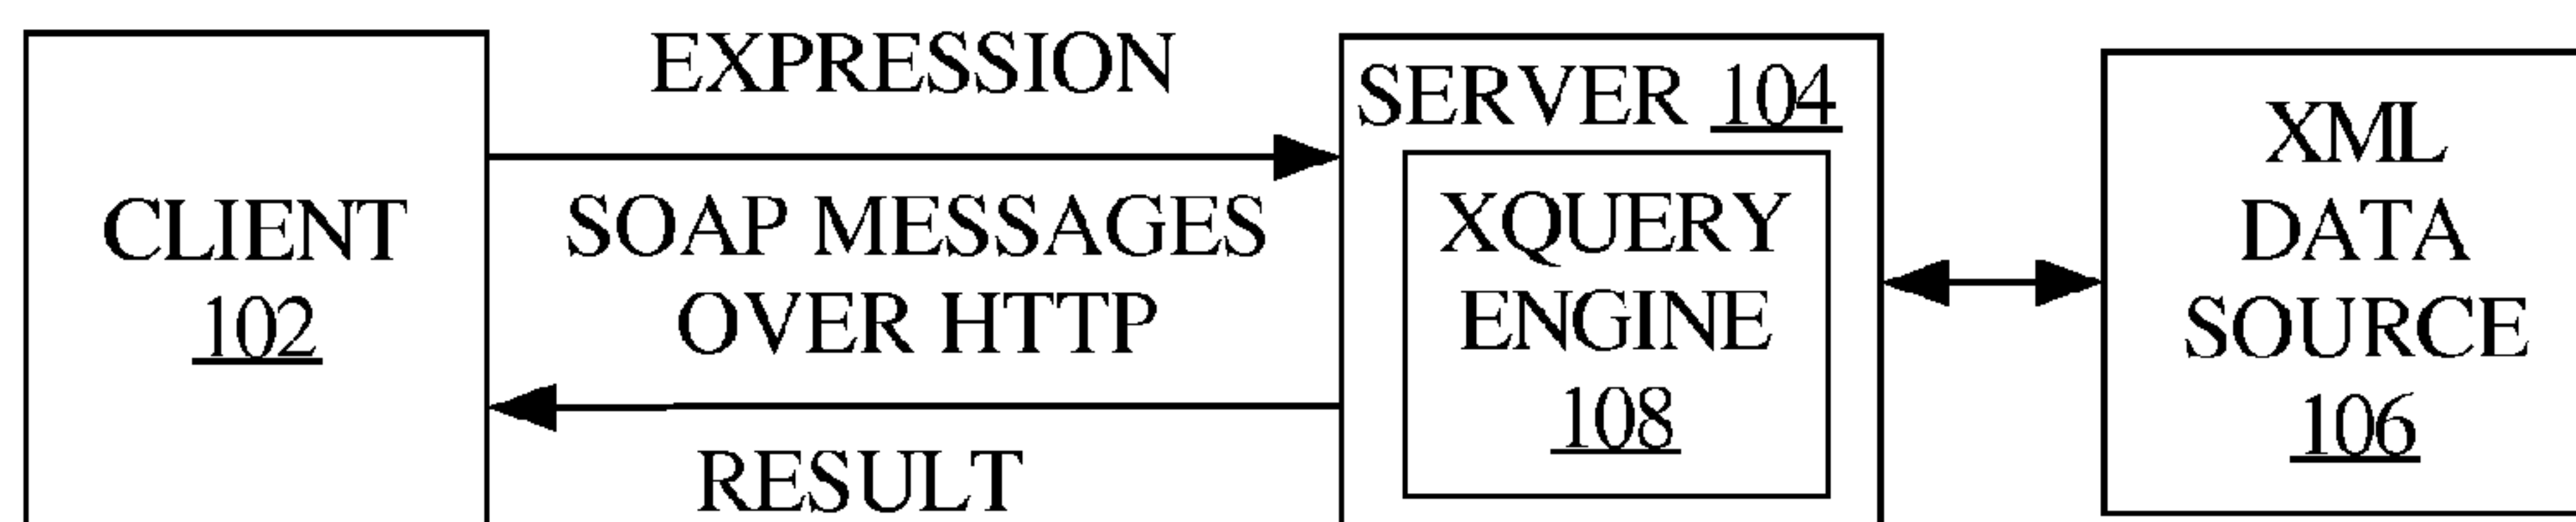 CLIENT
102
EXPRESSION
SOAP MESSAGES
OVER HTTP
RESULT
SERVER 104
XQUERY
ENGINE
108
XML
DATA
SOURCE
106